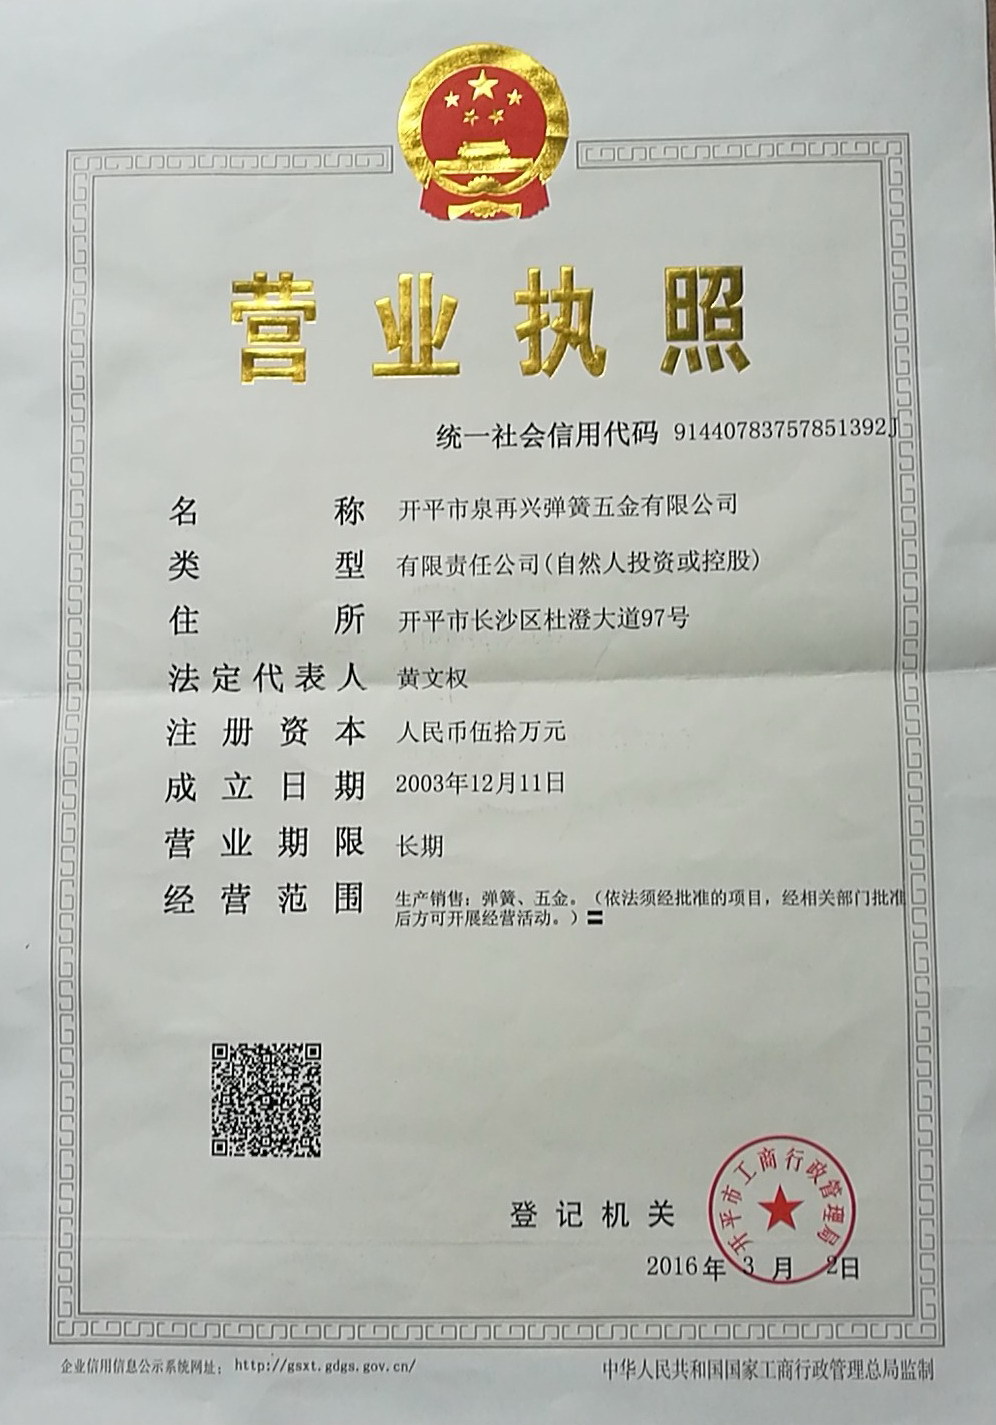 营业执照
统一社会信用代码 91440783757851392J
名称 开平市泉再兴弹簧五金有限公司
类型 有限责任公司(自然人投资或控股)
住所 开平市长沙区杜澄大道97号
法定代表人 黄文权
注册资本 人民币伍拾万元
成立日期 2003年12月11日
营业期限 长期
经营范围 生产销售：弹簧、五金。（依法须经批准的项目，经相关部门批准
后方可开展经营活动。）〓
登记机关
开平市工商行政管理局
2016年3月2日
企业信用信息公示系统网址： http://gsxt.gdgs.gov.cn/
中华人民共和国国家工商行政管理总局监制